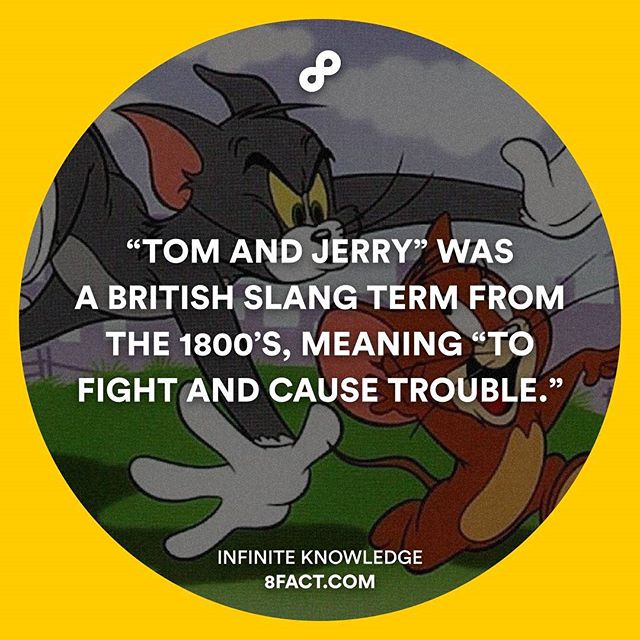 “TOM AND JERRY” WAS
A BRITISH SLANG TERM FROM
THE 1800’S, MEANING “TO
FIGHT AND CAUSE TROUBLE.”
INFINITE KNOWLEDGE
8FACT.COM